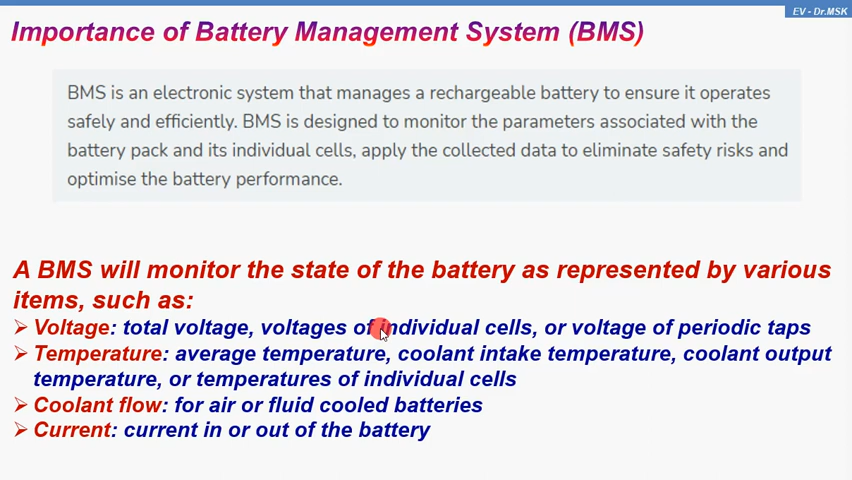 EV - Dr.MSK
Importance of Battery Management System (BMS)
BMS is an electronic system that manages a rechargeable battery to ensure it operates
safely and efficiently. BMS is designed to monitor the parameters associated with the
battery pack and its individual cells, apply the collected data to eliminate safety risks and
optimise the battery performance.
A BMS will monitor the state of the battery as represented by various
items, such as:
➢ Voltage: total voltage, voltages of individual cells, or voltage of periodic taps
➢ Temperature: average temperature, coolant intake temperature, coolant output
temperature, or temperatures of individual cells
➢ Coolant flow: for air or fluid cooled batteries
➢ Current: current in or out of the battery